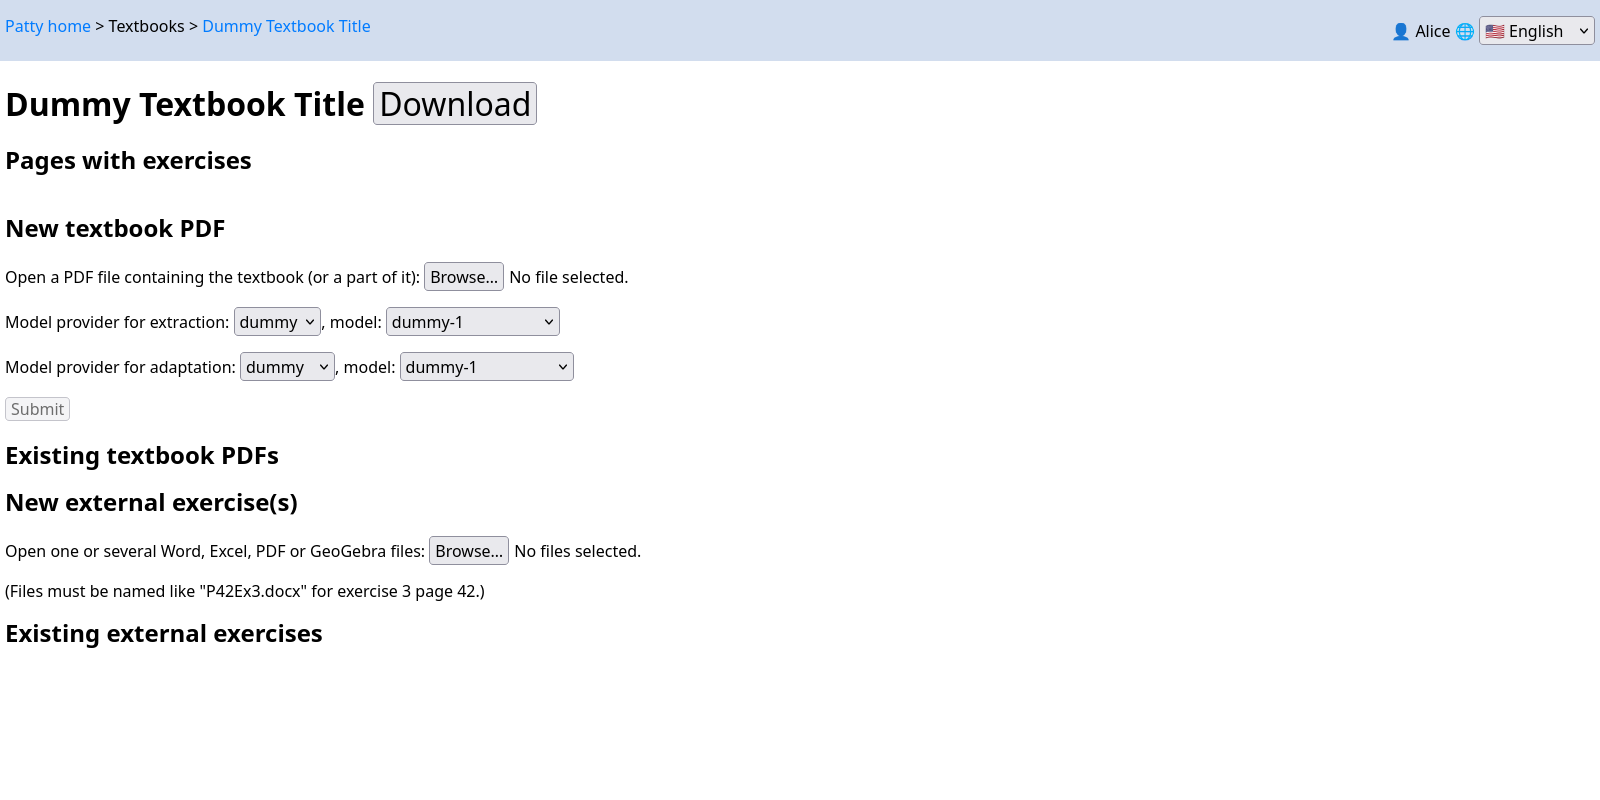 Patty home > Textbooks > Dummy Textbook Title
Alice English
Dummy Textbook Title Download
Pages with exercises
New textbook PDF
Open a PDF file containing the textbook (or a part of it): Browse... No file selected.
Model provider for extraction: dummy, model: dummy-1
Model provider for adaptation: dummy, model: dummy-1
Submit
Existing textbook PDFs
New external exercise(s)
Open one or several Word, Excel, PDF or GeoGebra files: Browse... No files selected.
(Files must be named like "P42Ex3.docx" for exercise 3 page 42.)
Existing external exercises